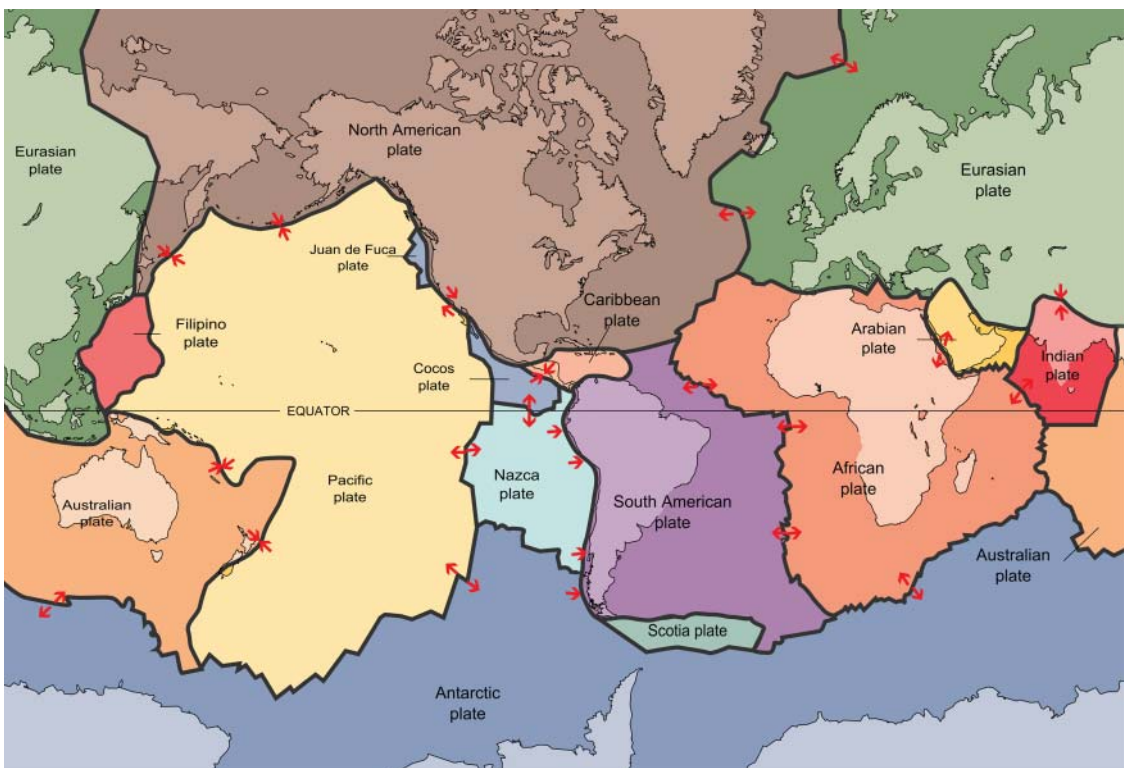 North American
plate
Eurasian
plate
Eurasian
plate
Juan de Fuca
plate
Caribbean
plate
Filipino
plate
Arabian
plate
Indian
plate
Cocos
plate
EQUATOR
African
plate
Nazca
plate
Pacific
plate
South American
plate
Australian
plate
Australian
plate
Scotia plate
Antarctic
plate